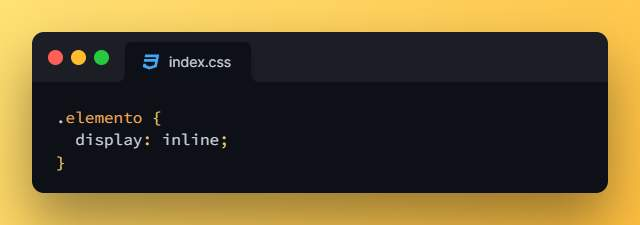 index.css
.elemento {
  display: inline;
}